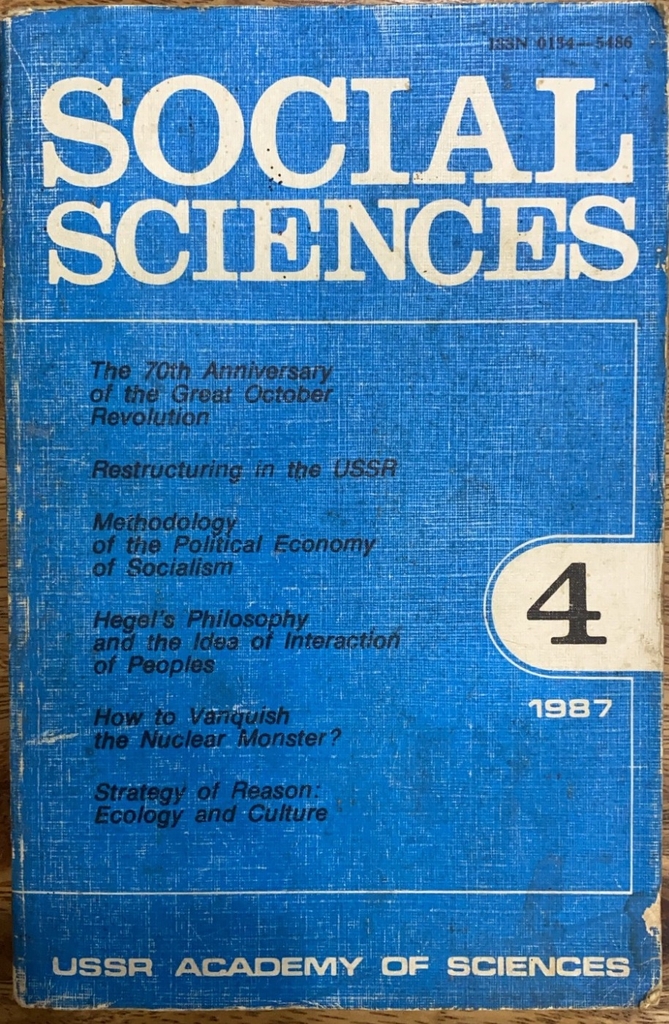 ISSN 0134—5486
SOCIAL
SCIENCES
The 70th Anniversary
of the Great October
Revolution
Restructuring in the USSR
Methodology
of the Political Economy
of Socialism
Hegel's Philosophy
and the Idea of Interaction
of Peoples
How to Vanquish
the Nuclear Monster?
Strategy of Reason:
Ecology and Culture
4
1987
USSR ACADEMY OF SCIENCES